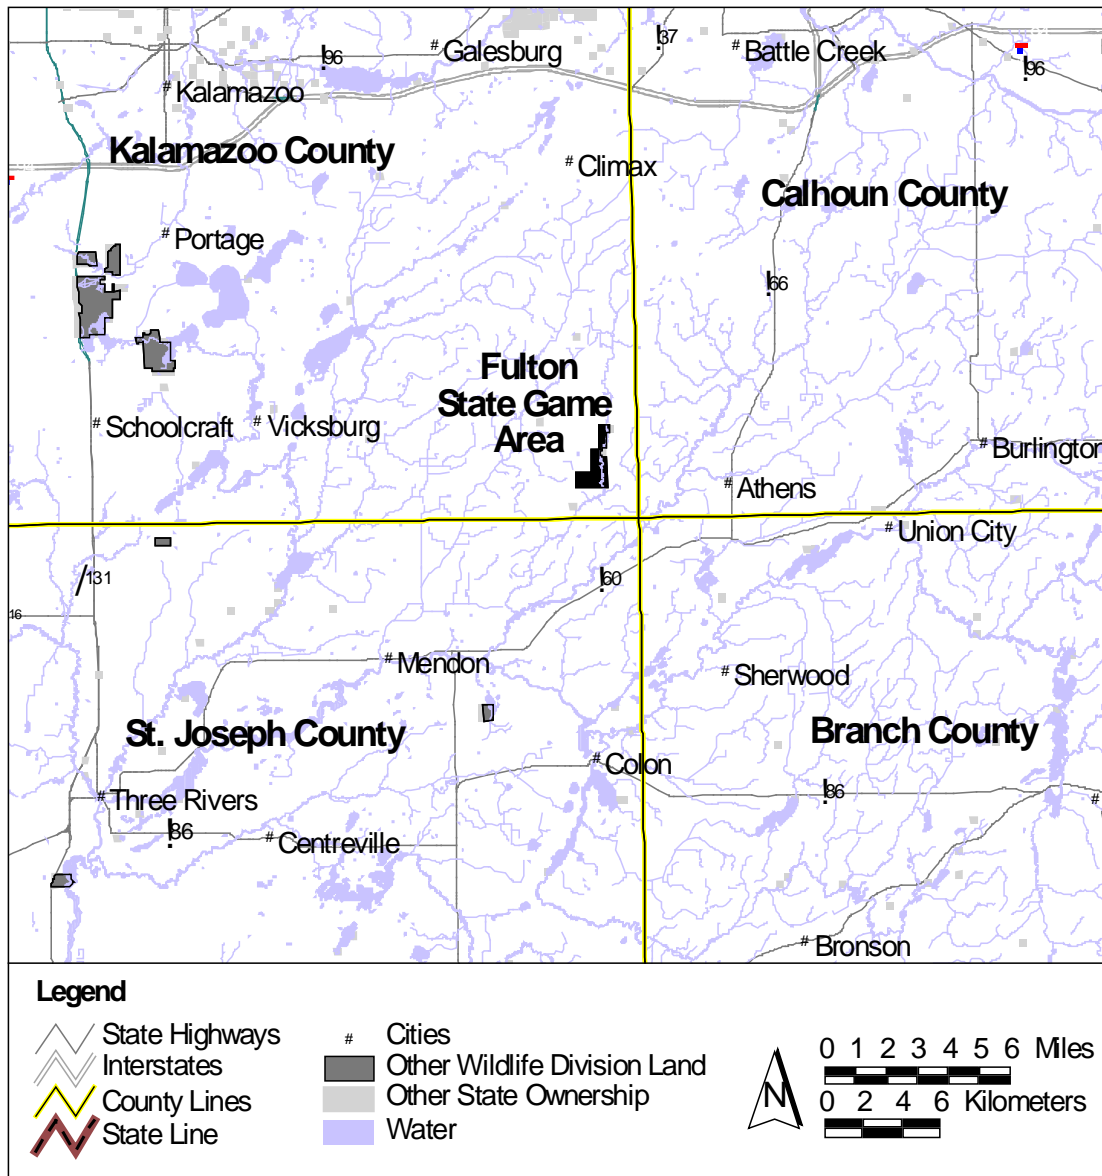 37
# Galesburg
# Battle Creek
96
96
# Kalamazoo
Kalamazoo County
# Climax
Calhoun County
# Portage
66
Fulton
State Game
Area
# Schoolcraft
# Vicksburg
# Burlington
# Athens
# Union City
131
60
16
# Mendon
# Sherwood
St. Joseph County
Branch County
# Colon
# Three Rivers
86
#
86
# Centreville
# Bronson
Legend
State Highways
Interstates
County Lines
State Line
# Cities
Other Wildlife Division Land
Other State Ownership
Water
N
0 1 2 3 4 5 6 Miles
0 2 4 6 Kilometers